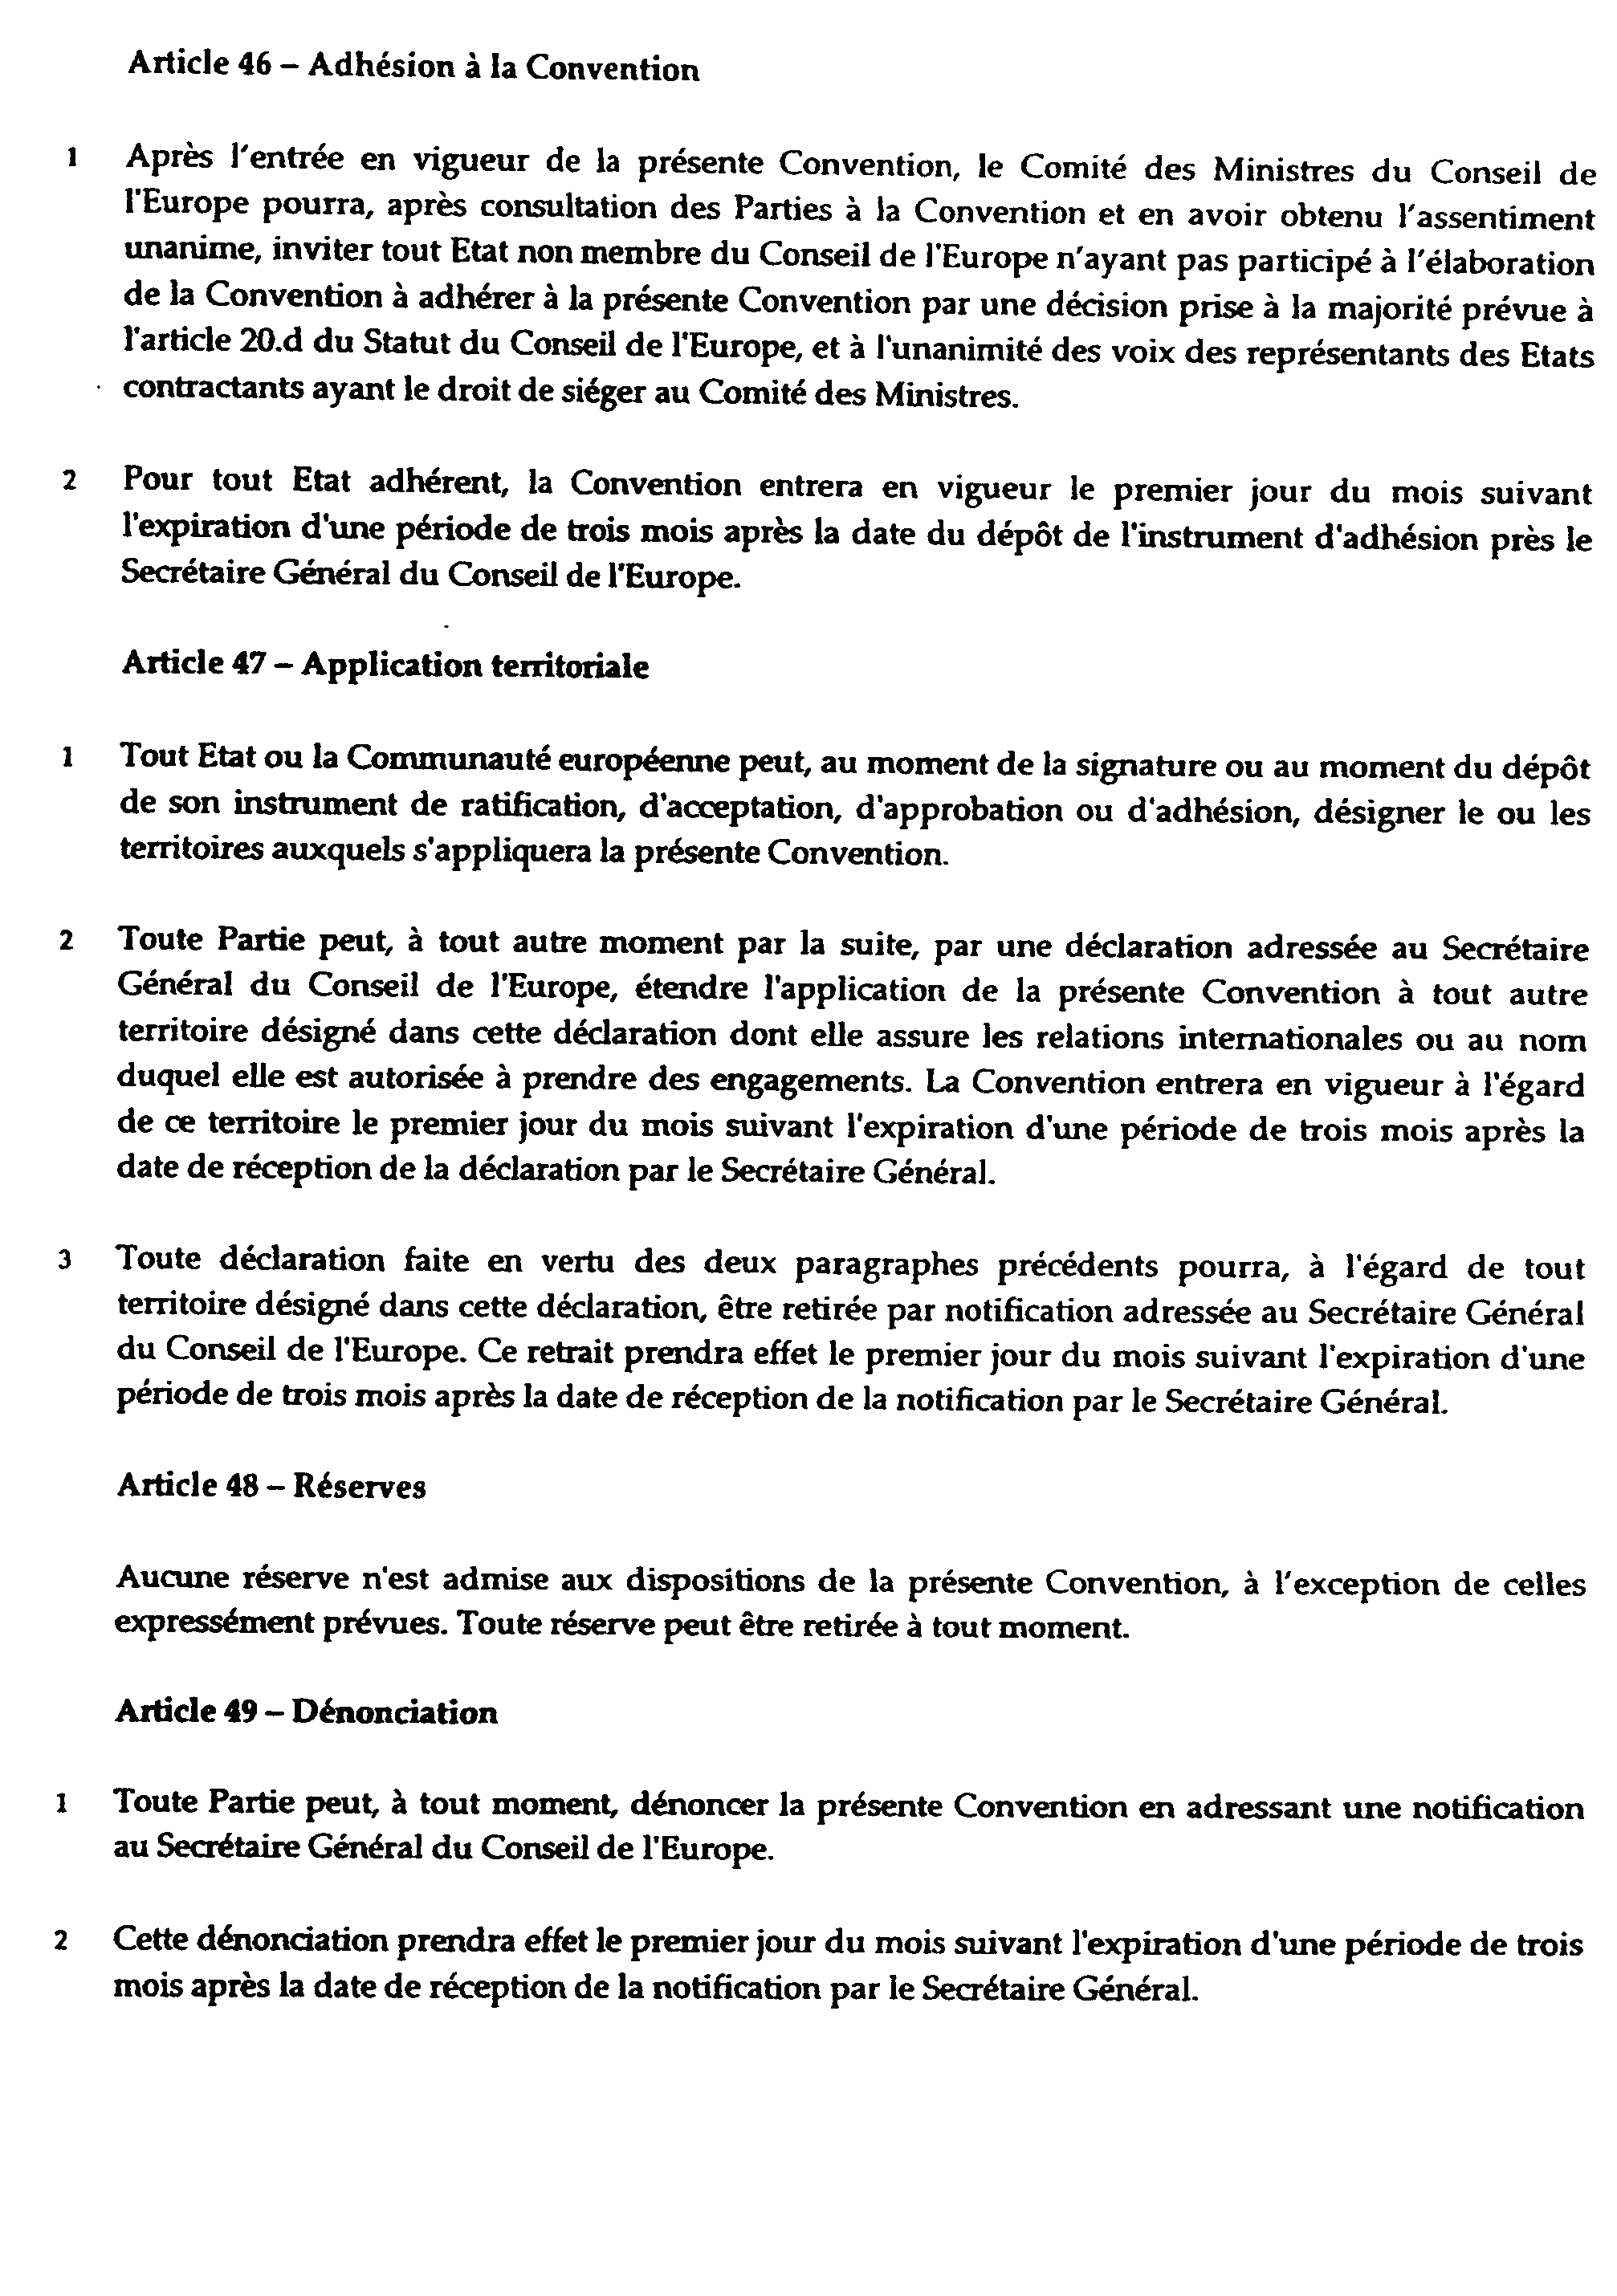 Article 46 – Adhésion à la Convention
1 Après l'entrée en vigueur de la présente Convention, le Comité des Ministres du Conseil de
l'Europe pourra, après consultation des Parties à la Convention et en avoir obtenu l'assentiment
unanime, inviter tout Etat non membre du Conseil de l'Europe n'ayant pas participé à l'élaboration
de la Convention à adhérer à la présente Convention par une décision prise à la majorité prévue à
l'article 20.d du Statut du Conseil de l'Europe, et à l'unanimité des voix des représentants des Etats
contractants ayant le droit de siéger au Comité des Ministres.
2 Pour tout Etat adhérent, la Convention entrera en vigueur le premier jour du mois suivant
l'expiration d'une période de trois mois après la date du dépôt de l'instrument d'adhésion près le
Secrétaire Général du Conseil de l'Europe.
Article 47 – Application territoriale
1 Tout Etat ou la Communauté européenne peut, au moment de la signature ou au moment du dépôt
de son instrument de ratification, d'acceptation, d'approbation ou d'adhésion, désigner le ou les
territoires auxquels s'appliquera la présente Convention.
2 Toute Partie peut, à tout autre moment par la suite, par une déclaration adressée au Secrétaire
Général du Conseil de l'Europe, étendre l'application de la présente Convention à tout autre
territoire désigné dans cette déclaration dont elle assure les relations internationales ou au nom
duquel elle est autorisée à prendre des engagements. La Convention entrera en vigueur à l'égard
de ce territoire le premier jour du mois suivant l'expiration d'une période de trois mois après la
date de réception de la déclaration par le Secrétaire Général.
3 Toute déclaration faite en vertu des deux paragraphes précédents pourra, à l'égard de tout
territoire désigné dans cette déclaration, être retirée par notification adressée au Secrétaire Général
du Conseil de l'Europe. Ce retrait prendra effet le premier jour du mois suivant l'expiration d'une
période de trois mois après la date de réception de la notification par le Secrétaire Général.
Article 48 – Réserves
Aucune réserve n'est admise aux dispositions de la présente Convention, à l'exception de celles
expressément prévues. Toute réserve peut être retirée à tout moment.
Article 49 – Dénonciation
1 Toute Partie peut, à tout moment, dénoncer la présente Convention en adressant une notification
au Secrétaire Général du Conseil de l'Europe.
2 Cette dénonciation prendra effet le premier jour du mois suivant l'expiration d'une période de trois
mois après la date de réception de la notification par le Secrétaire Général.